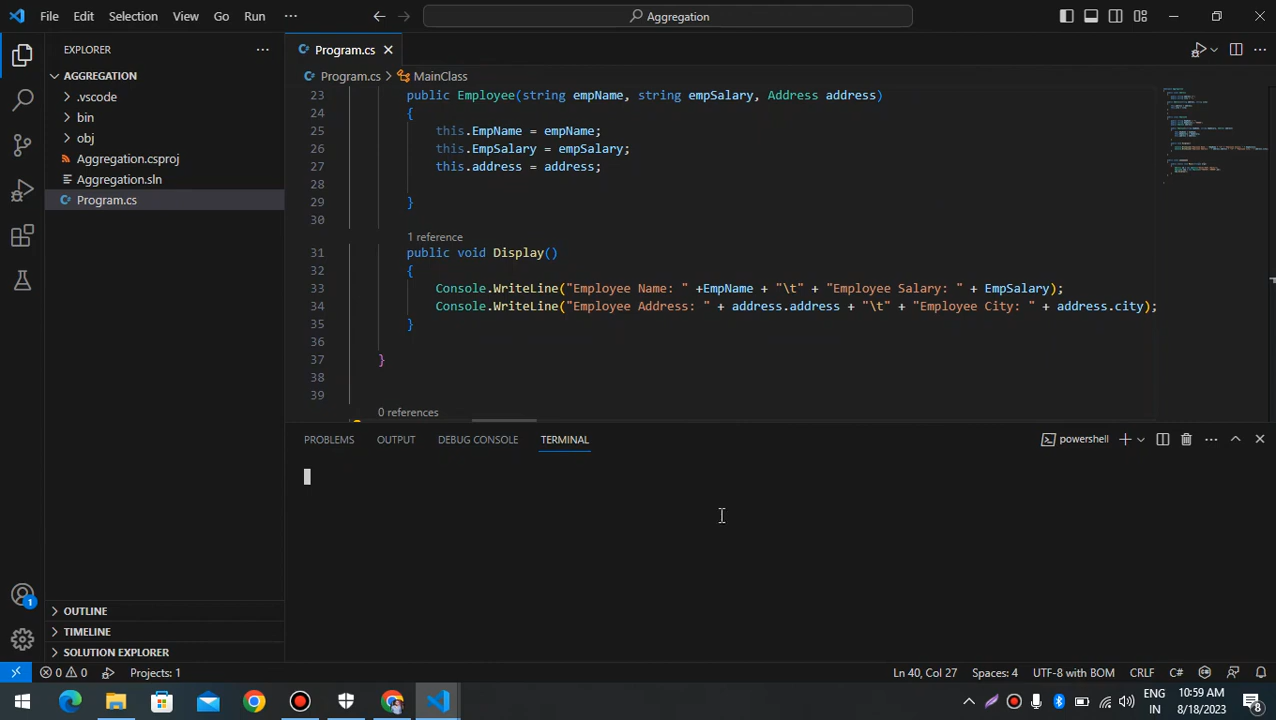 File Edit Selection View Go Run ··· Aggregation
EXPLORER ···
Program.cs
AGGREGATION
Program.cs > MainClass
.vscode
bin
obj
Aggregation.csproj
Aggregation.sln
Program.cs
23 public Employee(string empName, string empSalary, Address address)
24 {
25 this.EmpName = empName;
26 this.EmpSalary = empSalary;
27 this.address = address;
28
29 }
30
1 reference
31 public void Display()
32 {
33 Console.WriteLine("Employee Name: " +EmpName + "\t" + "Employee Salary: " + EmpSalary);
34 Console.WriteLine("Employee Address: " + address.address + "\t" + "Employee City: " + address.city);
35 }
36
37 }
38
39
0 references
PROBLEMS OUTPUT DEBUG CONSOLE TERMINAL powershell
OUTLINE
TIMELINE
SOLUTION EXPLORER
1
0 0 Projects: 1 Ln 40, Col 27 Spaces: 4 UTF-8 with BOM CRLF C#
ENG
IN
10:59 AM
8/18/2023
8